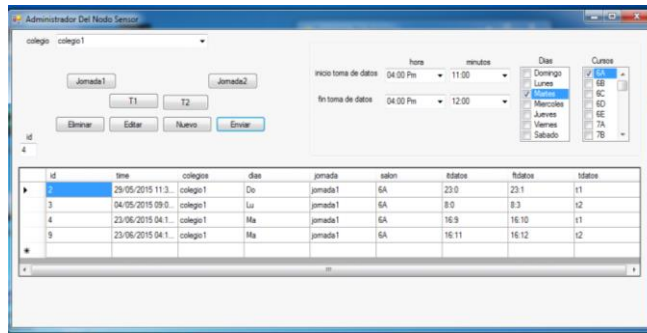 Administrador Del Nodo Sensor
colegio colegio1
Jornada1 Jornada2
T1 T2
Eliminar Editar Nuevo Enviar
id
4
hora minutos
inicio toma de datos 04:00 Pm 11:00
fin toma de datos 04:00 Pm 12:00
Dias
Domingo
Lunes
Martes
Miercoles
Jueves
Viernes
Sabado
Cursos
6A
6B
6C
6D
6E
7A
7B
id time colegios dias jornada salon itdatos ftdatos tdatos
2 29/05/2015 11:3... colegio1 Do jornada1 6A 23:0 23:1 t1
3 04/05/2015 09:0... colegio1 Lu jornada1 6A 8:0 8:3 t2
4 23/06/2015 04:1... colegio1 Ma jornada1 6A 16:9 16:10 t1
9 23/06/2015 04:1... colegio1 Ma jornada1 6A 16:11 16:12 t2